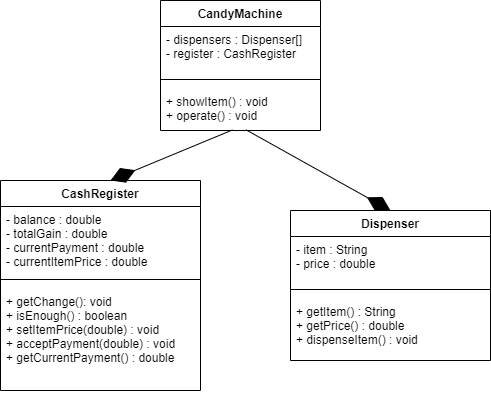 CandyMachine
- dispensers : Dispenser[]
- register : CashRegister
+ showItem() : void
+ operate() : void
CashRegister
- balance : double
- totalGain : double
- currentPayment : double
- currentItemPrice : double
+ getChange(): void
+ isEnough() : boolean
+ setItemPrice(double) : void
+ acceptPayment(double) : void
+ getCurrentPayment() : double
Dispenser
- item : String
- price : double
+ getItem() : String
+ getPrice() : double
+ dispenseItem() : void